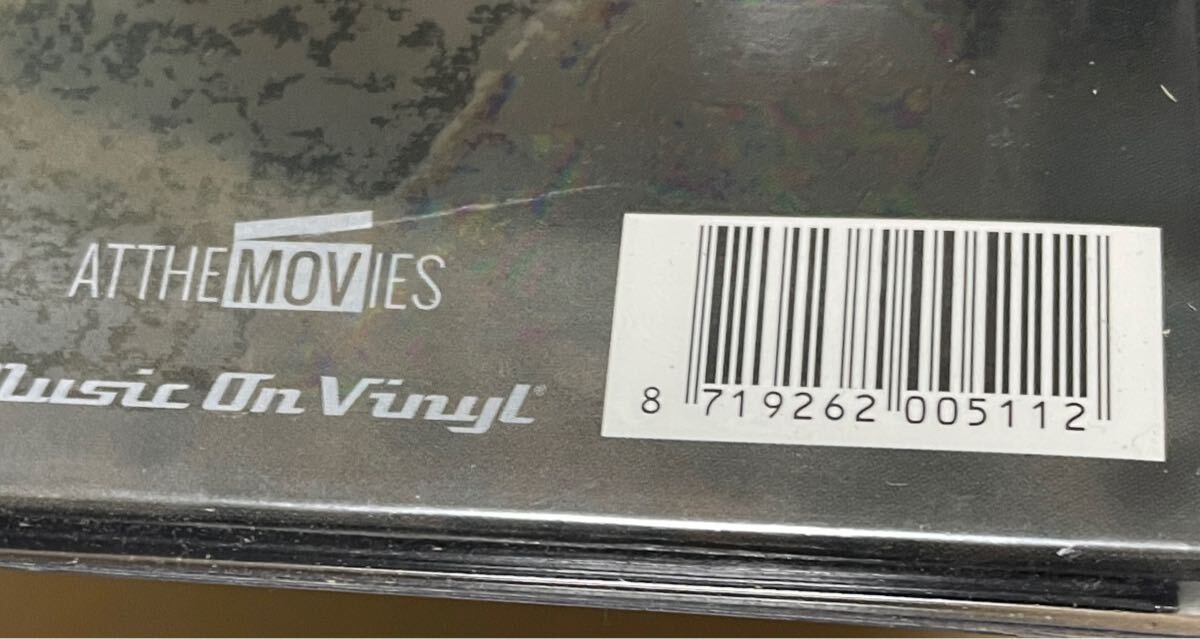 ATTHEMOVIES
Music On Vinyl®
8 719262 005112